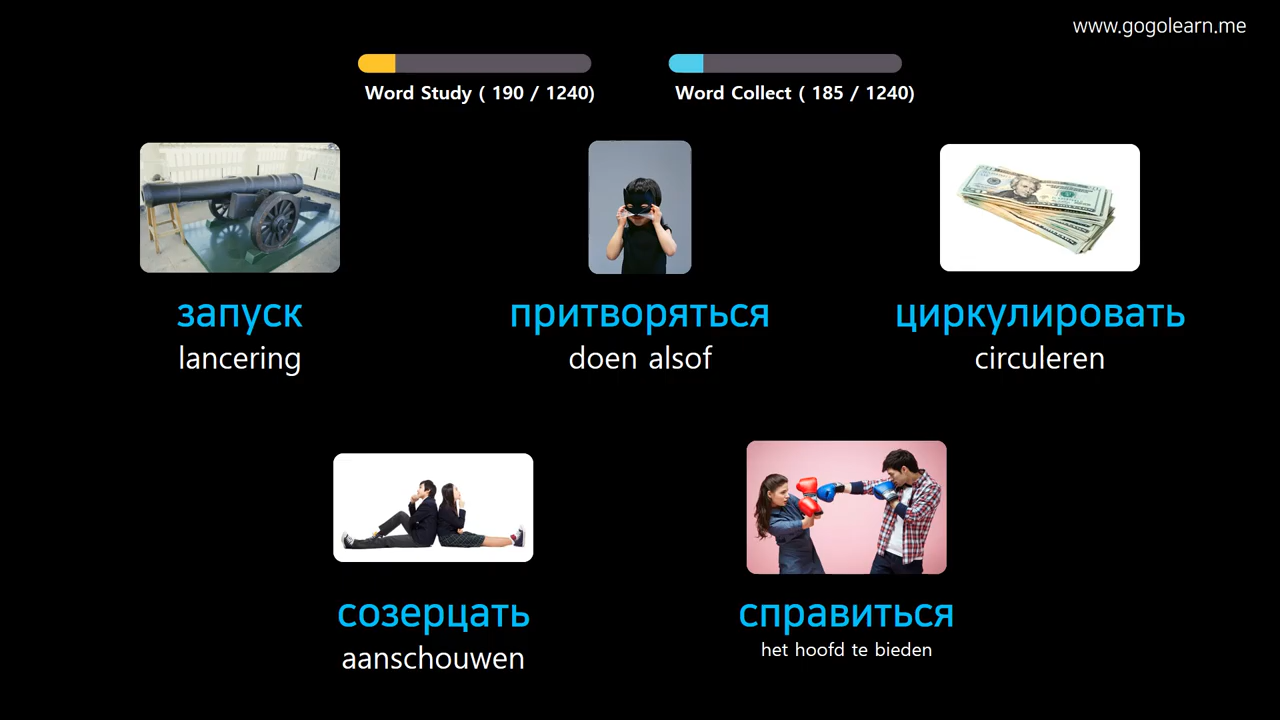 www.gogolearn.me
Word Study ( 190 / 1240)
Word Collect ( 185 / 1240)
запуск
lancering
притворяться
doen alsof
циркулировать
circuleren
созерцать
aanschouwen
справиться
het hoofd te bieden